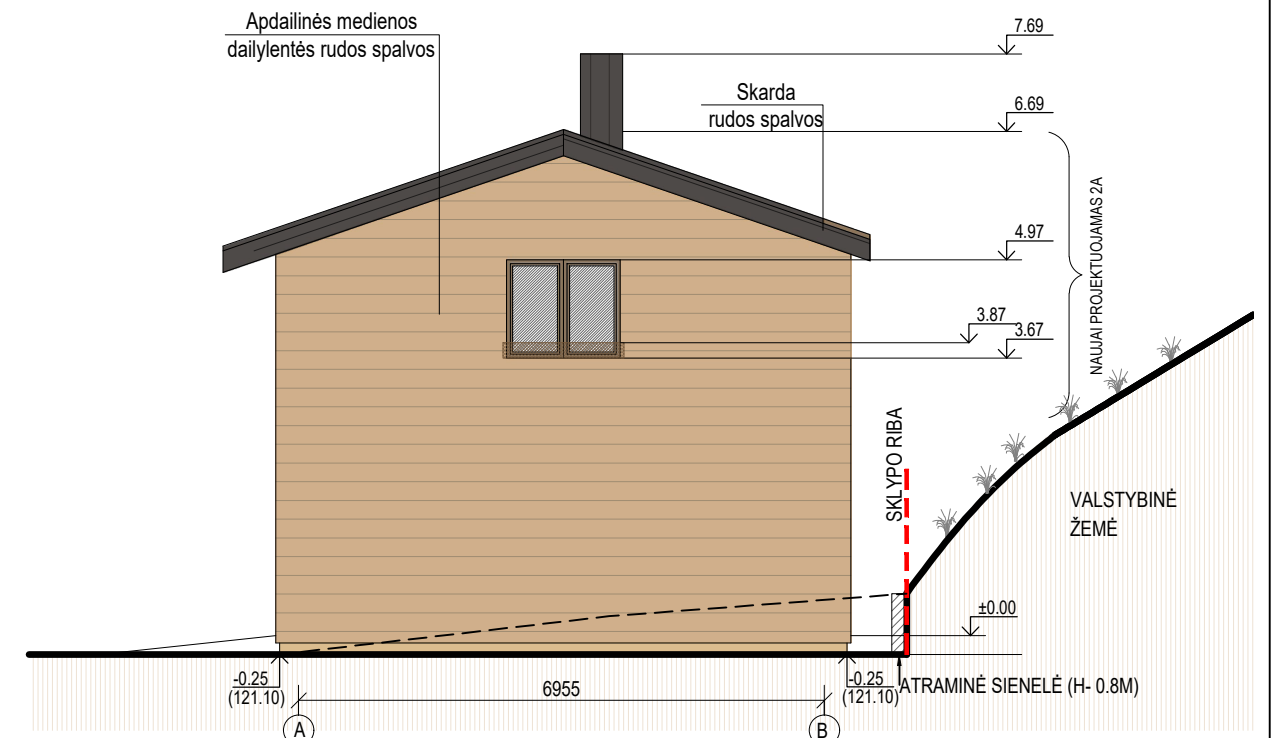 Apdailinės medienos
dailylentės rudos spalvos
Skarda
rudos spalvos
7.69
6.69
4.97
3.87
3.67
NAUJAI PROJEKTUOJAMAS 2A
SKLYPO RIBA
VALSTYBINĖ
ŽEMĖ
±0.00
-0.25
(121.10)
6955
-0.25
(121.10)
ATRAMINĖ SIENELĖ (H- 0.8M)
A
B